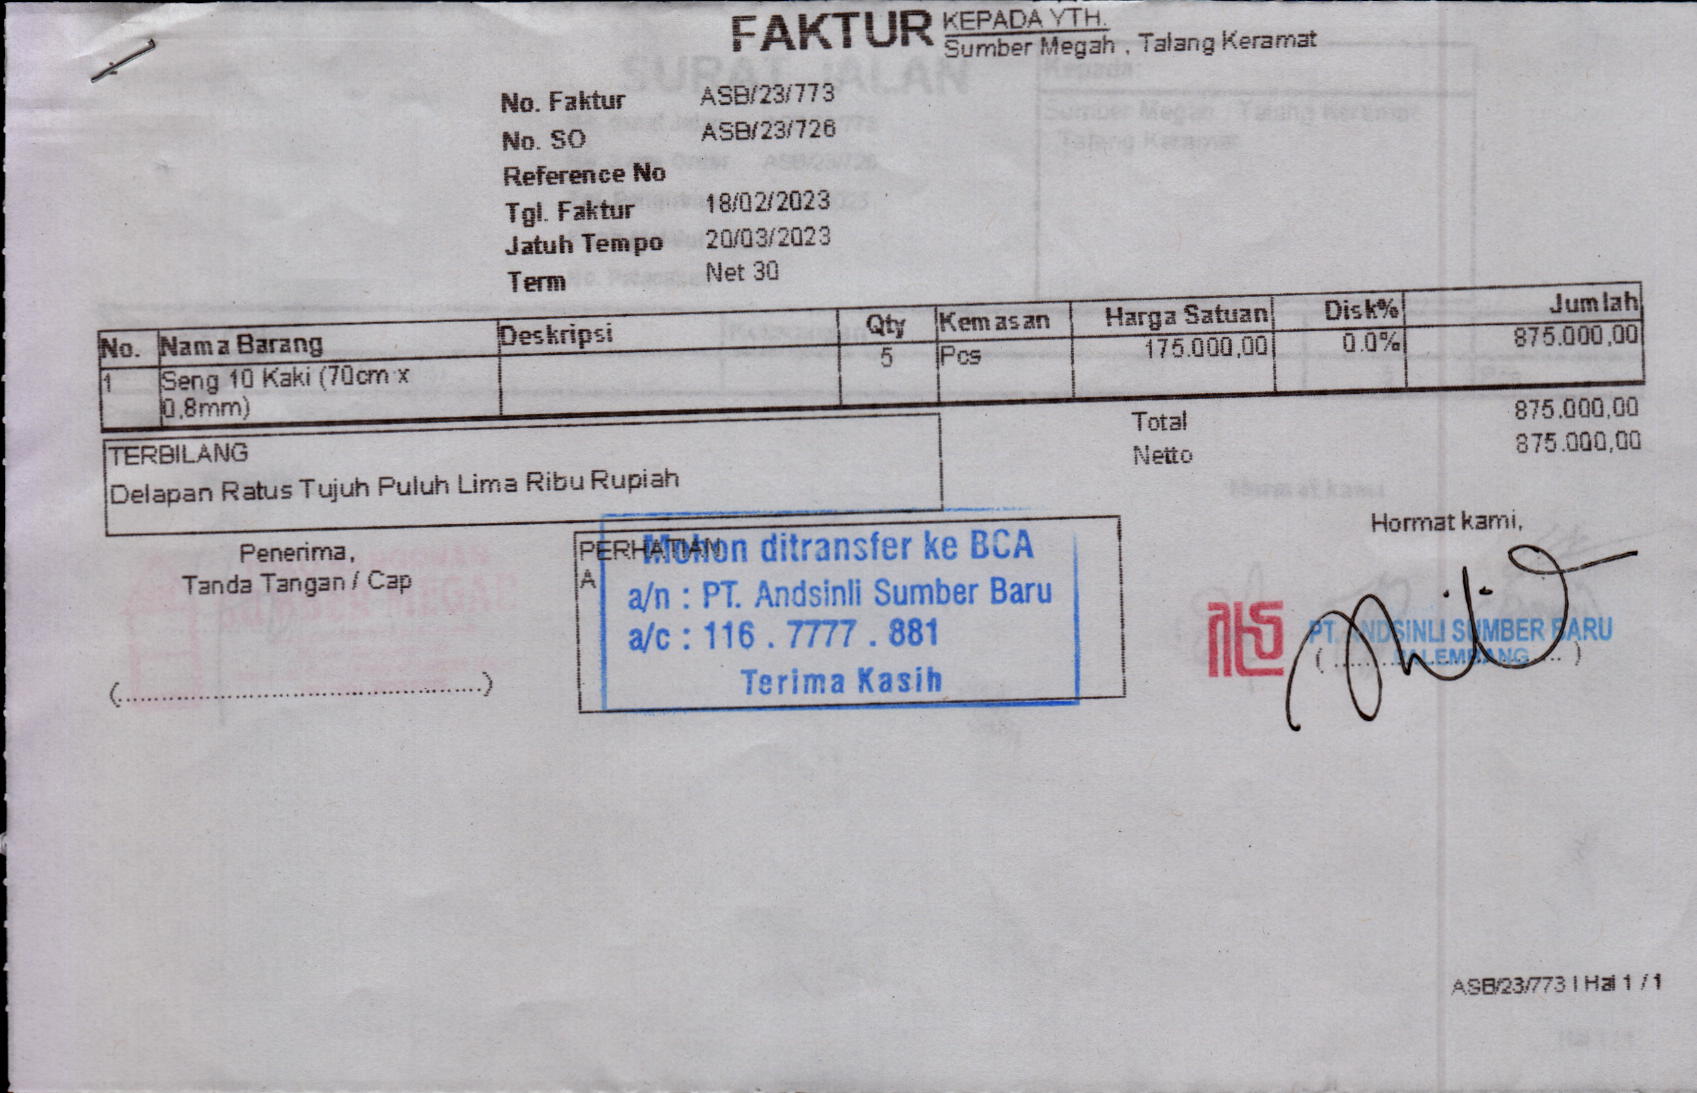 FAKTUR
KEPADA YTH.
Sumber Megah , Talang Keramat
No. Faktur ASB/23/773
No. SO ASB/23/726
Reference No
Tgl. Faktur 18/02/2023
Jatuh Tempo 20/03/2023
Term Net 30
No. Nama Barang Deskripsi Qty Kemasan Harga Satuan Disk% Jumlah
1 Seng 10 Kaki (70cm x 5 Pcs 175.000,00 0.0% 875.000,00
0,8mm)
Total 875.000,00
Netto 875.000,00
TERBILANG
Delapan Ratus Tujuh Puluh Lima Ribu Rupiah
Penerima,
Tanda Tangan / Cap
(..........................................)
PERHATIAN
A
Mohon ditransfer ke BCA
a/n : PT. Andsinli Sumber Baru
a/c : 116 . 7777 . 881
Terima Kasih
Hormat kami,
PT. ANDSINLI SUMBER BARU
PALEMBANG
ASB/23/773 | Hal 1 / 1